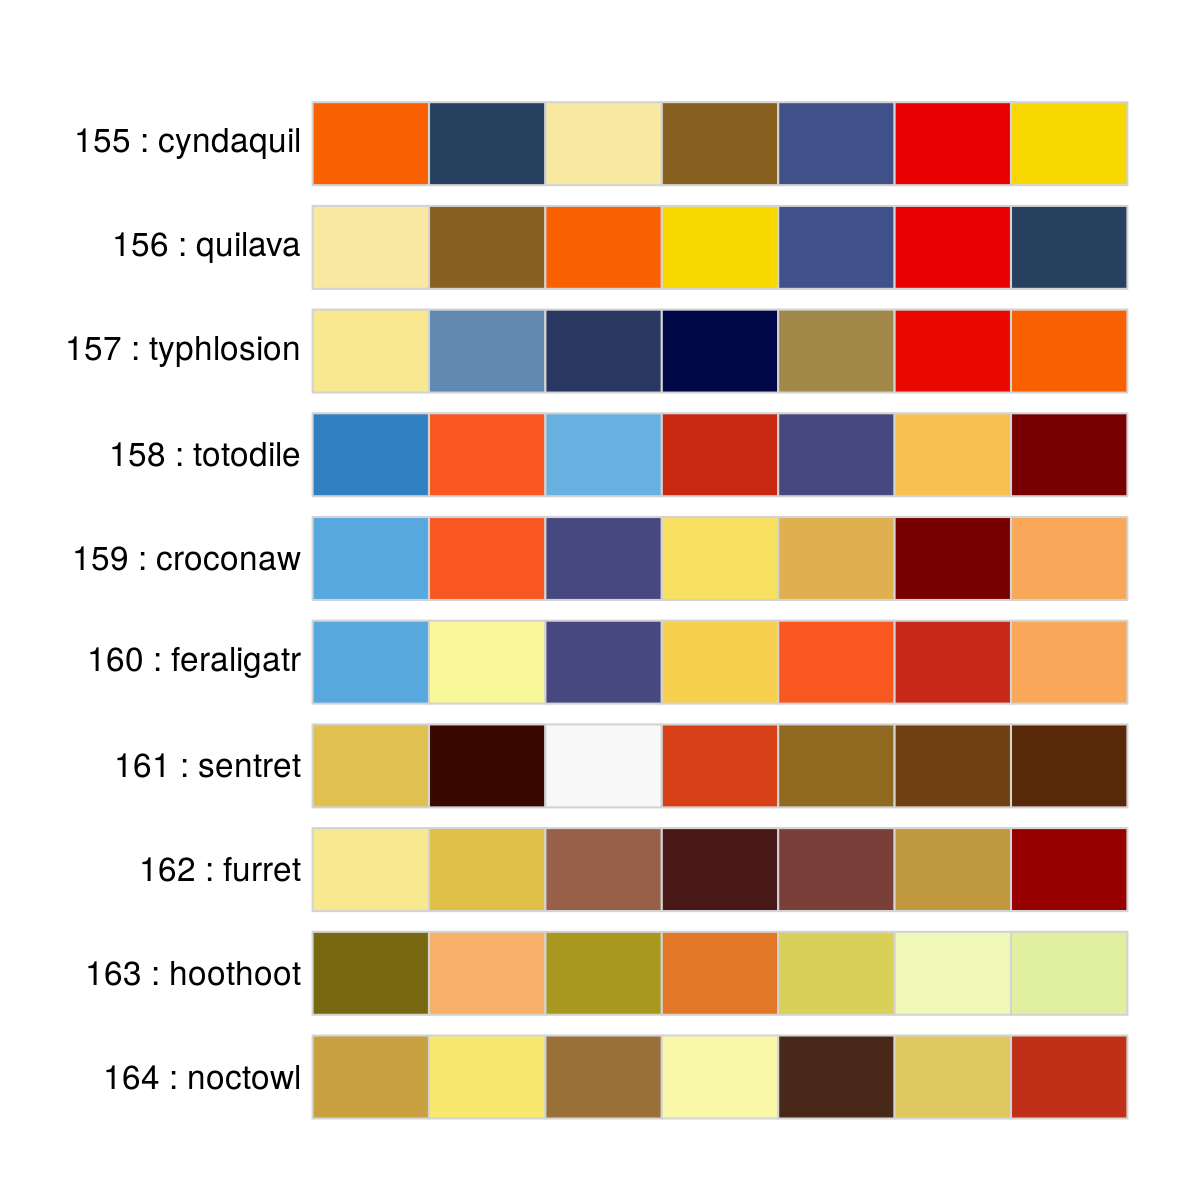 155 : cyndaquil
156 : quilava
157 : typhlosion
158 : totodile
159 : croconaw
160 : feraligatr
161 : sentret
162 : furret
163 : hoothoot
164 : noctowl